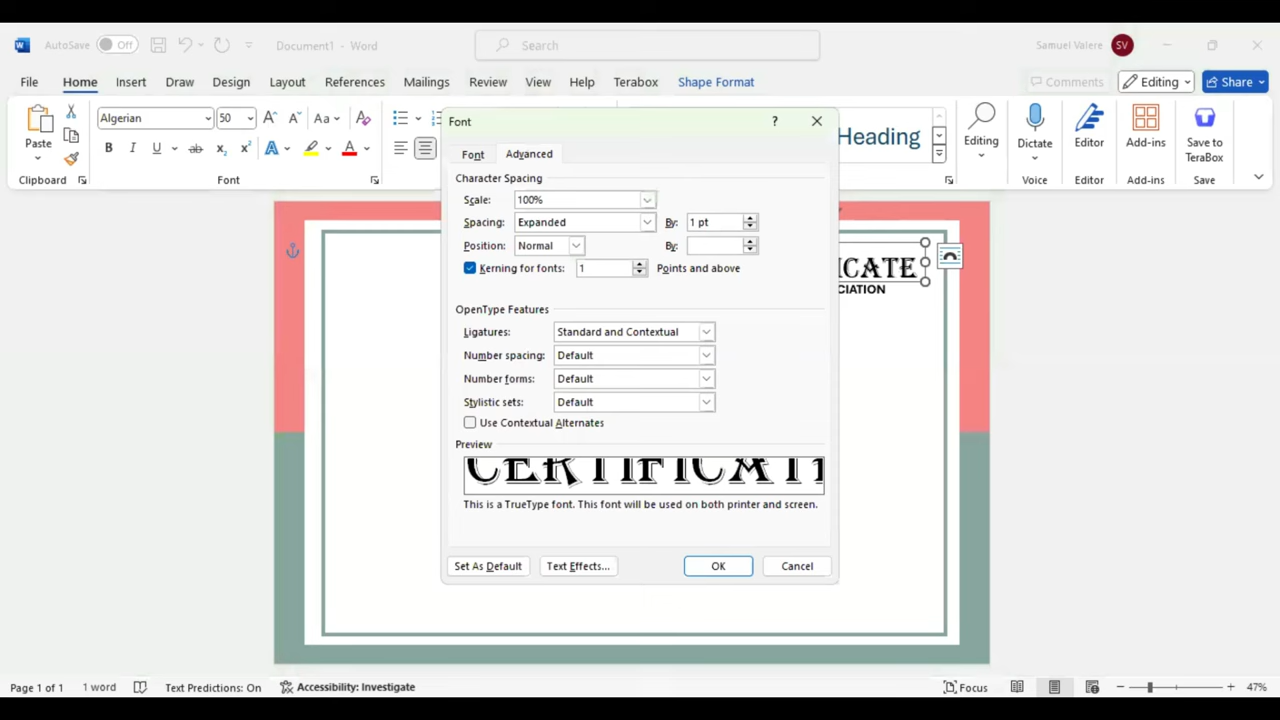 AutoSave Off Document1 - Word Search Samuel Valere SV
File Home Insert Draw Design Layout References Mailings Review View Help Terabox Shape Format Comments Editing Share
Paste
Clipboard
Algerian 50 Aa
B I U ab x₂ x² A A
Font
Heading
Editing
Dictate
Voice
Editor
Editor
Add-ins
Add-ins
Save to
TeraBox
Save
Font ?
Font Advanced
Character Spacing
Scale: 100%
Spacing: Expanded By: 1 pt
Position: Normal By:
Kerning for fonts: 1 Points and above
OpenType Features
Ligatures: Standard and Contextual
Number spacing: Default
Number forms: Default
Stylistic sets: Default
Use Contextual Alternates
Preview
CERTIFICATE
This is a TrueType font. This font will be used on both printer and screen.
Set As Default Text Effects... OK Cancel
ICATE
CIATION
Page 1 of 1 1 word Text Predictions: On Accessibility: Investigate Focus 47%